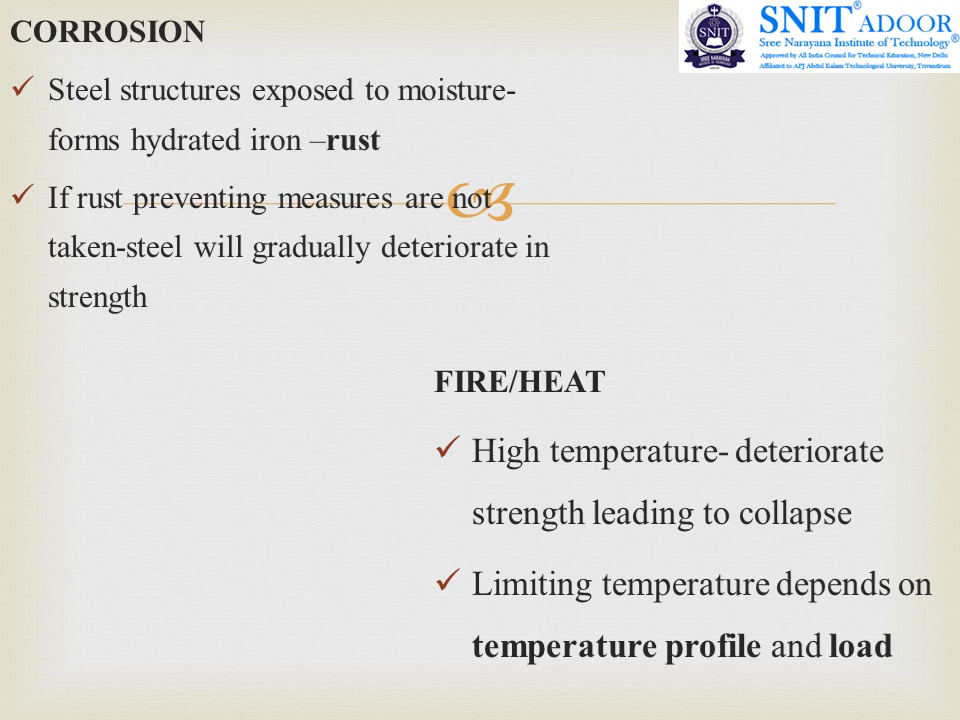 CORROSION
✓ Steel structures exposed to moisture-
forms hydrated iron –rust
✓ If rust preventing measures are not
taken-steel will gradually deteriorate in
strength
SNIT® ADOOR
Sree Narayana Institute of Technology®
Approved by All India Council for Technical Education, New Delhi
Affiliated to APJ Abdul Kalam Technological University, Trivandrum
SNIT
FIRE/HEAT
✓ High temperature- deteriorate
strength leading to collapse
✓ Limiting temperature depends on
temperature profile and load